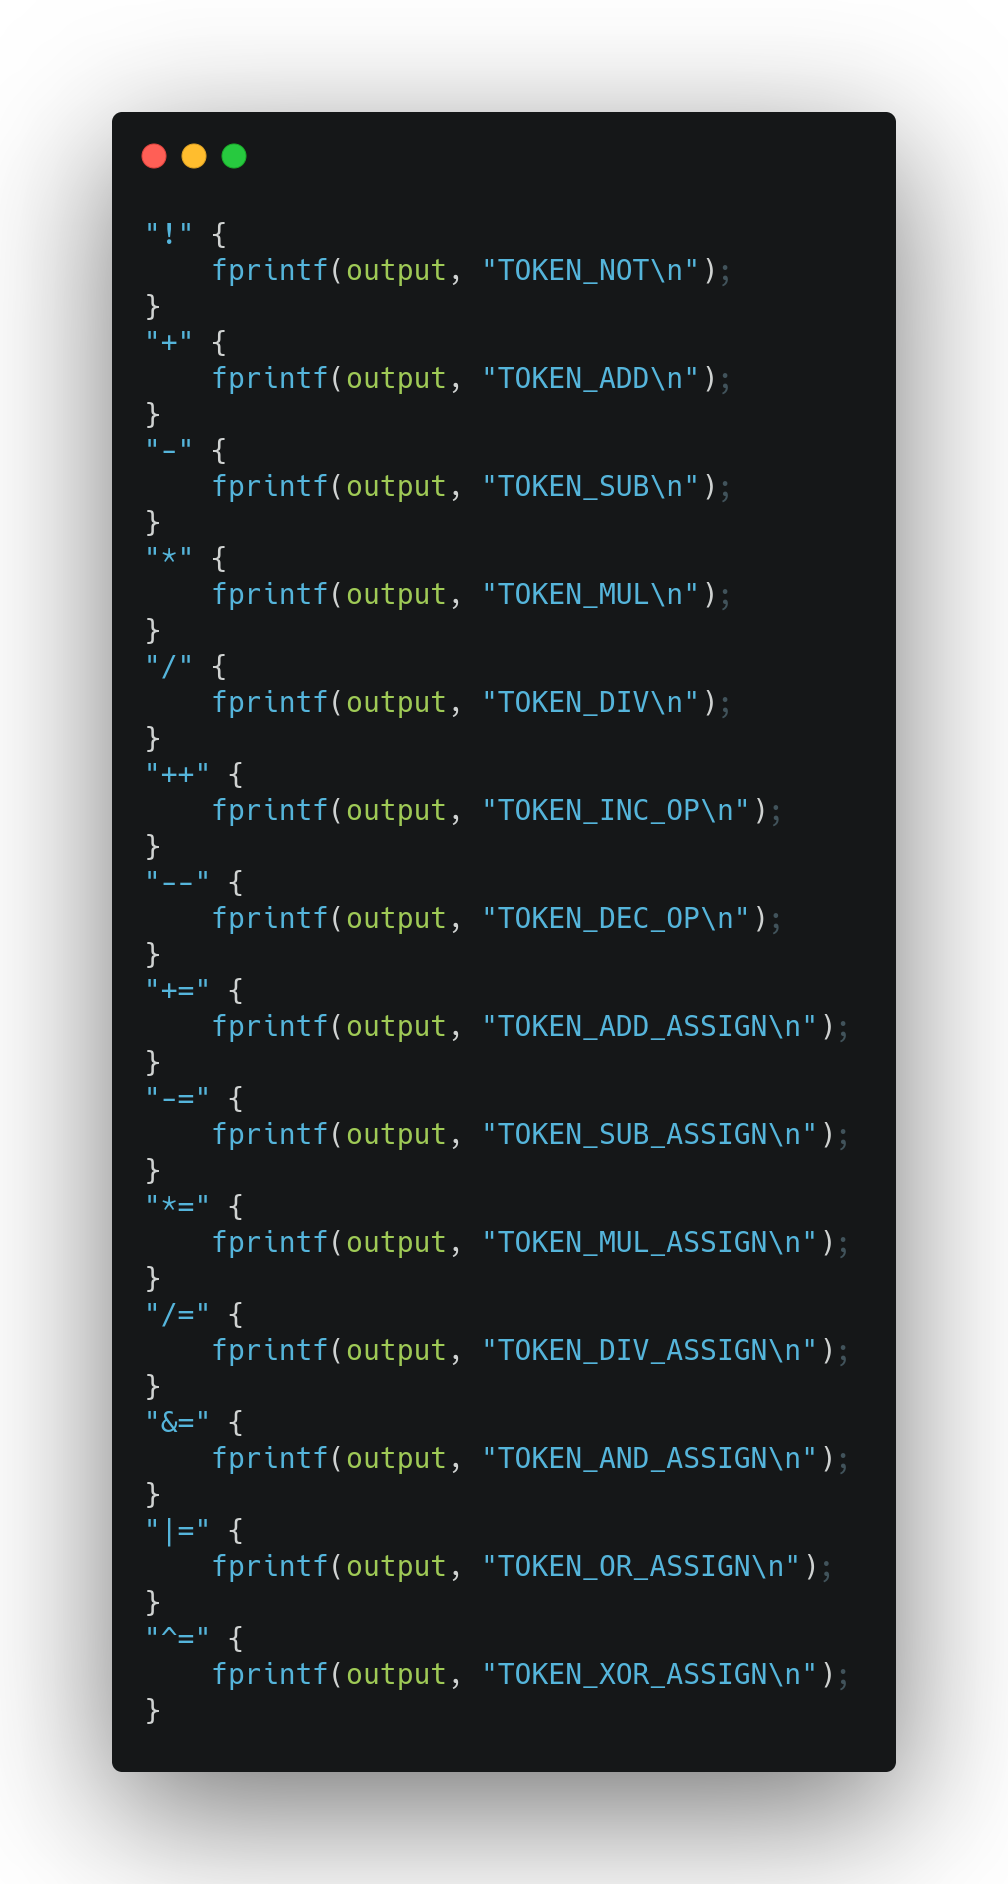 "!" {
    fprintf(output, "TOKEN_NOT\n");
}
"+" {
    fprintf(output, "TOKEN_ADD\n");
}
"-" {
    fprintf(output, "TOKEN_SUB\n");
}
"*" {
    fprintf(output, "TOKEN_MUL\n");
}
"/" {
    fprintf(output, "TOKEN_DIV\n");
}
"++" {
    fprintf(output, "TOKEN_INC_OP\n");
}
"--" {
    fprintf(output, "TOKEN_DEC_OP\n");
}
"+=" {
    fprintf(output, "TOKEN_ADD_ASSIGN\n");
}
"-=" {
    fprintf(output, "TOKEN_SUB_ASSIGN\n");
}
"*=" {
    fprintf(output, "TOKEN_MUL_ASSIGN\n");
}
"/=" {
    fprintf(output, "TOKEN_DIV_ASSIGN\n");
}
"&=" {
    fprintf(output, "TOKEN_AND_ASSIGN\n");
}
"|=" {
    fprintf(output, "TOKEN_OR_ASSIGN\n");
}
"^=" {
    fprintf(output, "TOKEN_XOR_ASSIGN\n");
}